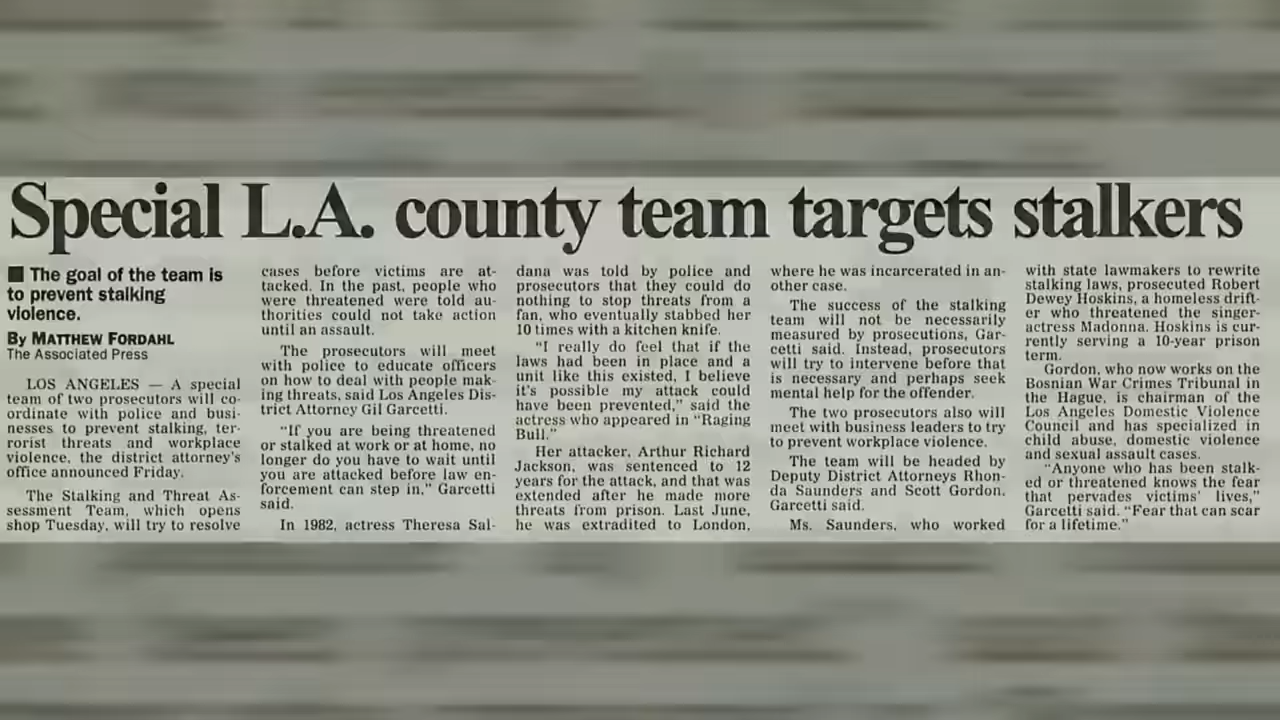 Special L.A. county team targets stalkers
■ The goal of the team is
to prevent stalking
violence.
By MATTHEW FORDAHL
The Associated Press
LOS ANGELES — A special
team of two prosecutors will co-
ordinate with police and busi-
nesses to prevent stalking, ter-
rorist threats and workplace
violence, the district attorney's
office announced Friday.
The Stalking and Threat As-
sessment Team, which opens
shop Tuesday, will try to resolve
cases before victims are at-
tacked. In the past, people who
were threatened were told au-
thorities could not take action
until an assault.
The prosecutors will meet
with police to educate officers
on how to deal with people mak-
ing threats, said Los Angeles Dis-
trict Attorney Gil Garcetti.
"If you are being threatened
or stalked at work or at home, no
longer do you have to wait until
you are attacked before law en-
forcement can step in," Garcetti
said.
In 1982, actress Theresa Sal-
dana was told by police and
prosecutors that they could do
nothing to stop threats from a
fan, who eventually stabbed her
10 times with a kitchen knife.
"I really do feel that if the
laws had been in place and a
unit like this existed, I believe
it's possible my attack could
have been prevented," said the
actress who appeared in "Raging
Bull."
Her attacker, Arthur Richard
Jackson, was sentenced to 12
years for the attack, and that was
extended after he made more
threats from prison. Last June,
he was extradited to London,
where he was incarcerated in an-
other case.
The success of the stalking
team will not be necessarily
measured by prosecutions, Gar-
cetti said. Instead, prosecutors
will try to intervene before that
is necessary and perhaps seek
mental help for the offender.
The two prosecutors also will
meet with business leaders to try
to prevent workplace violence.
The team will be headed by
Deputy District Attorneys Rhon-
da Saunders and Scott Gordon,
Garcetti said.
Ms. Saunders, who worked
with state lawmakers to rewrite
stalking laws, prosecuted Robert
Dewey Hoskins, a homeless drift-
er who threatened the singer-
actress Madonna. Hoskins is cur-
rently serving a 10-year prison
term.
Gordon, who now works on the
Bosnian War Crimes Tribunal in
the Hague, is chairman of the
Los Angeles Domestic Violence
Council and has specialized in
child abuse, domestic violence
and sexual assault cases.
"Anyone who has been stalk-
ed or threatened knows the fear
that pervades victims' lives,"
Garcetti said. "Fear that can scar
for a lifetime."